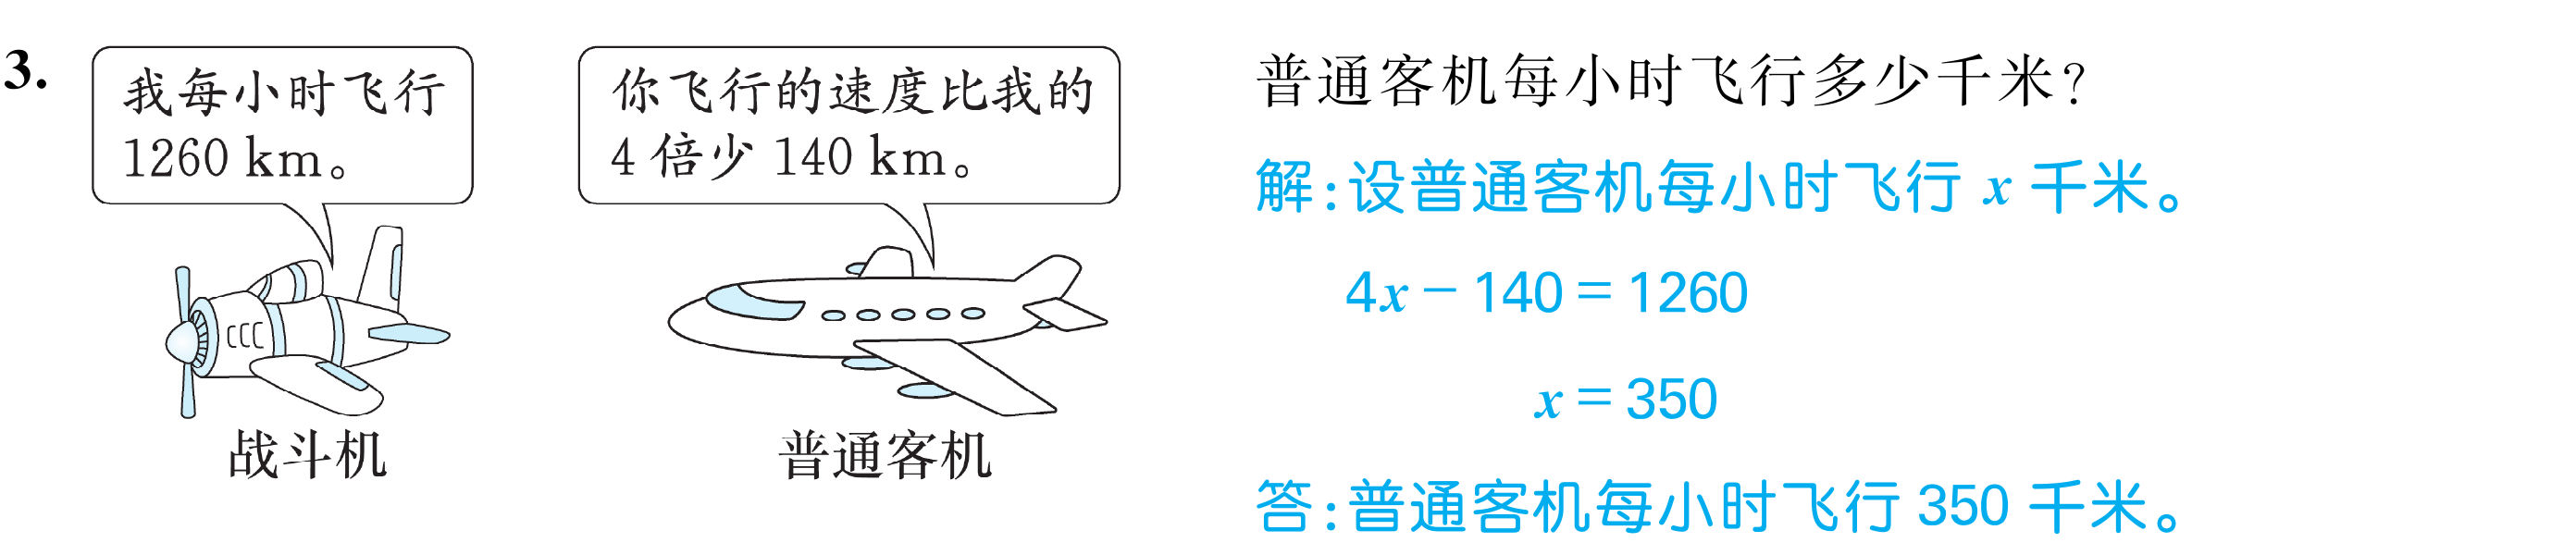 3.
我每小时飞行
1260 km。
你飞行的速度比我的
4 倍少 140 km。
战斗机
普通客机
普通客机每小时飞行多少千米?
解:设普通客机每小时飞行 x 千米。
4x − 140 = 1260
x = 350
答:普通客机每小时飞行 350 千米。